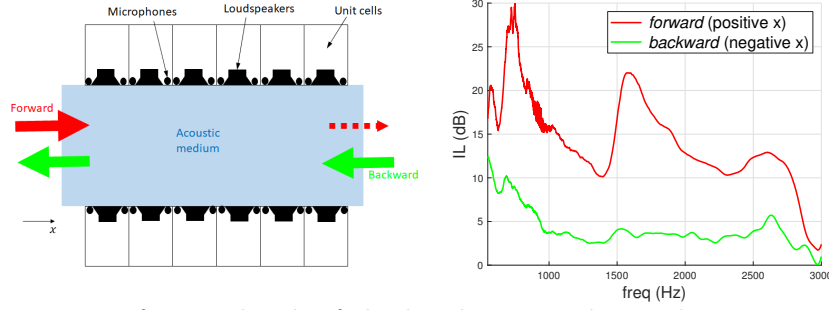 Microphones
Loudspeakers
Unit cells
Forward
Acoustic
medium
Backward
x
30
25
20
15
10
5
0
IL (dB)
forward (positive x)
backward (negative x)
1000
1500
2000
2500
3000
freq (Hz)